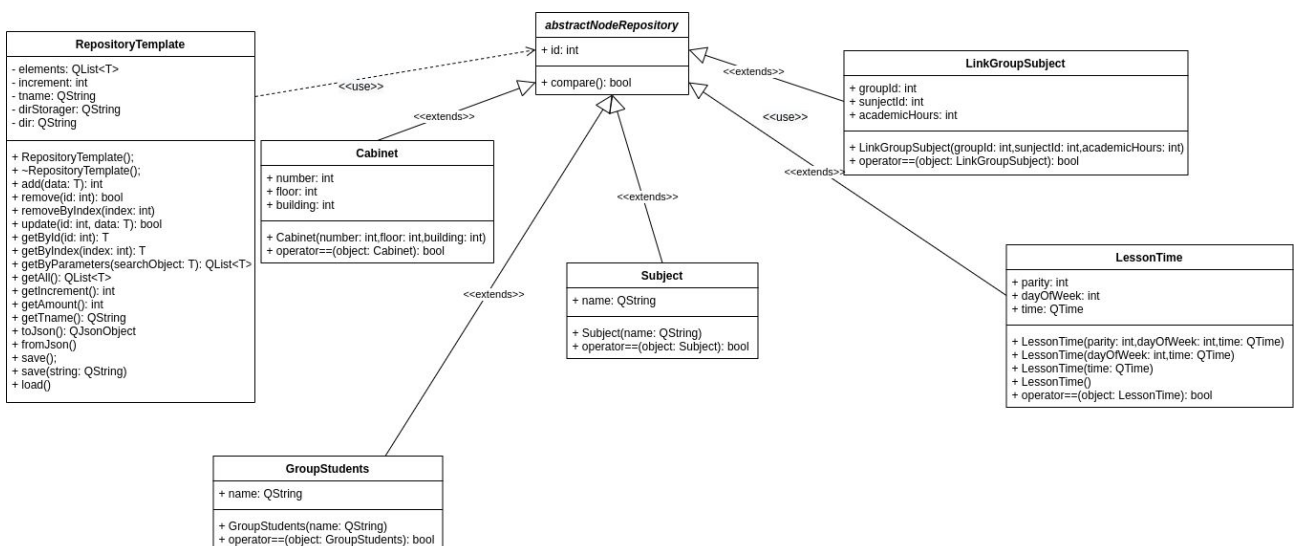 RepositoryTemplate
- elements: QList<T>
- increment: int
- tname: QString
- dirStorager: QString
- dir: QString
+ RepositoryTemplate();
+ ~RepositoryTemplate();
+ add(data: T): int
+ remove(id: int): bool
+ removeByIndex(index: int)
+ update(id: int, data: T): bool
+ getById(id: int): T
+ getByIndex(index: int): T
+ getByParameters(searchObject: T): QList<T>
+ getAll(): QList<T>
+ getIncrement(): int
+ getAmount(): int
+ getTname(): QString
+ toJson(): QJsonObject
+ fromJson()
+ save();
+ save(string: QString)
+ load()
<<use>>
abstractNodeRepository
+ id: int
+ compare(): bool
<<extends>>
Cabinet
+ number: int
+ floor: int
+ building: int
+ Cabinet(number: int,floor: int,building: int)
+ operator==(object: Cabinet): bool
<<extends>>
LinkGroupSubject
+ groupId: int
+ sunjectId: int
+ academicHours: int
+ LinkGroupSubject(groupId: int,sunjectId: int,academicHours: int)
+ operator==(object: LinkGroupSubject): bool
<<use>>
<<extends>>
<<extends>>
Subject
+ name: QString
+ Subject(name: QString)
+ operator==(object: Subject): bool
LessonTime
+ parity: int
+ dayOfWeek: int
+ time: QTime
+ LessonTime(parity: int,dayOfWeek: int,time: QTime)
+ LessonTime(dayOfWeek: int,time: QTime)
+ LessonTime(time: QTime)
+ LessonTime()
+ operator==(object: LessonTime): bool
<<extends>>
GroupStudents
+ name: QString
+ GroupStudents(name: QString)
+ operator==(object: GroupStudents): bool